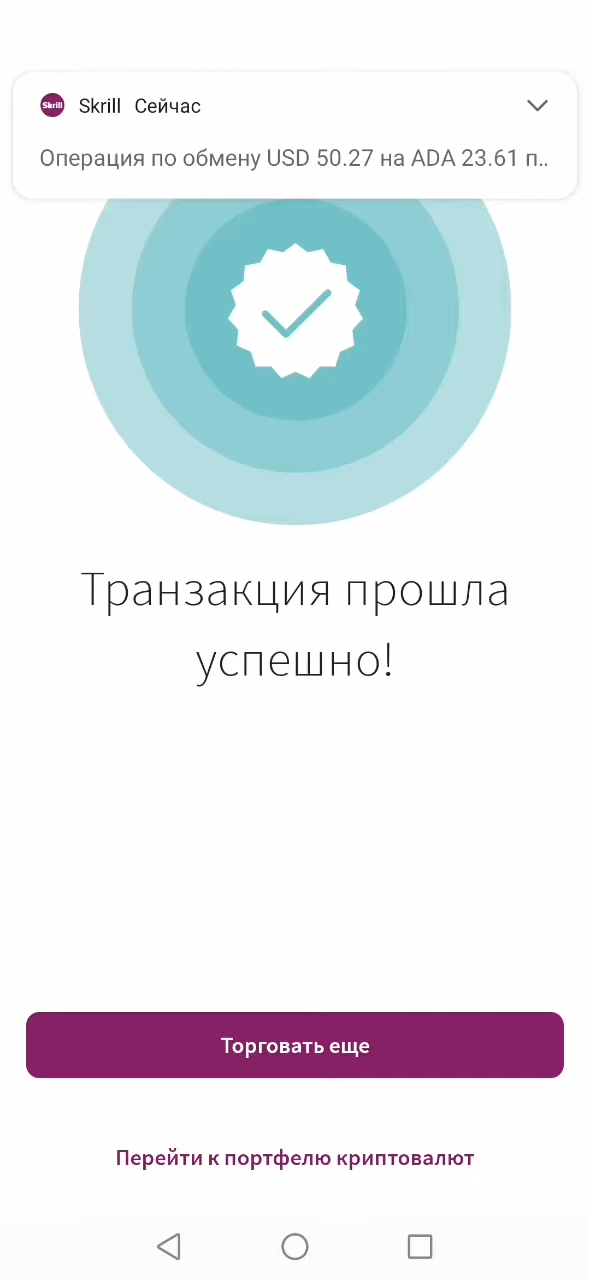 Skrill Skrill Сейчас
Операция по обмену USD 50.27 на ADA 23.61 п..
Транзакция прошла
успешно!
Торговать еще
Перейти к портфелю криптовалют